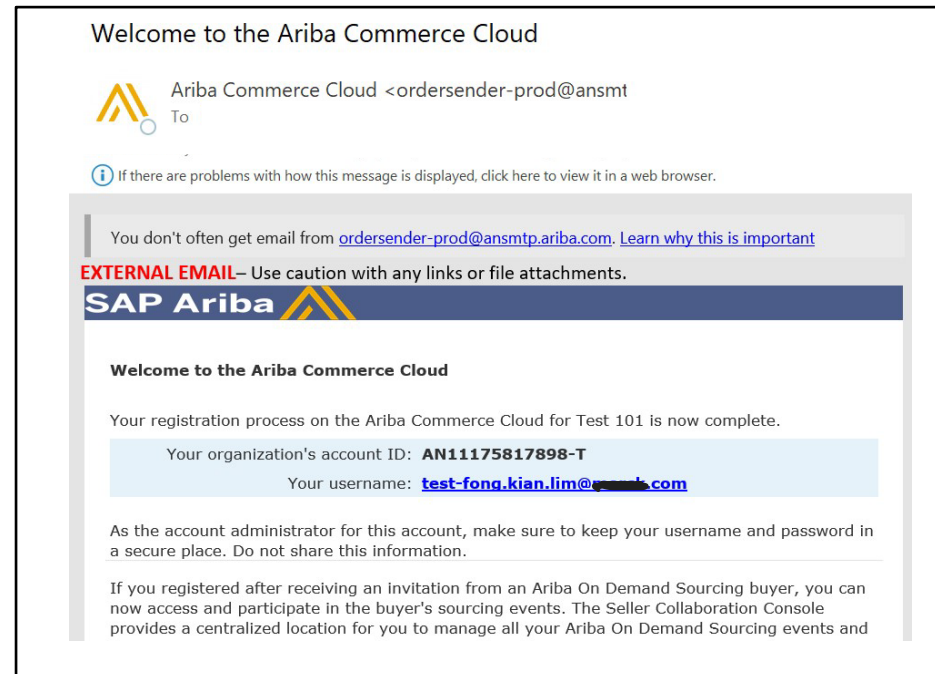 Welcome to the Ariba Commerce Cloud
Ariba Commerce Cloud <ordersender-prod@ansmt
To
If there are problems with how this message is displayed, click here to view it in a web browser.
You don't often get email from ordersender-prod@ansmtp.ariba.com. Learn why this is important
EXTERNAL EMAIL– Use caution with any links or file attachments.
SAP Ariba
Welcome to the Ariba Commerce Cloud
Your registration process on the Ariba Commerce Cloud for Test 101 is now complete.
Your organization's account ID: AN11175817898-T
Your username: test-fong.kian.lim@ .com
As the account administrator for this account, make sure to keep your username and password in
a secure place. Do not share this information.
If you registered after receiving an invitation from an Ariba On Demand Sourcing buyer, you can
now access and participate in the buyer's sourcing events. The Seller Collaboration Console
provides a centralized location for you to manage all your Ariba On Demand Sourcing events and